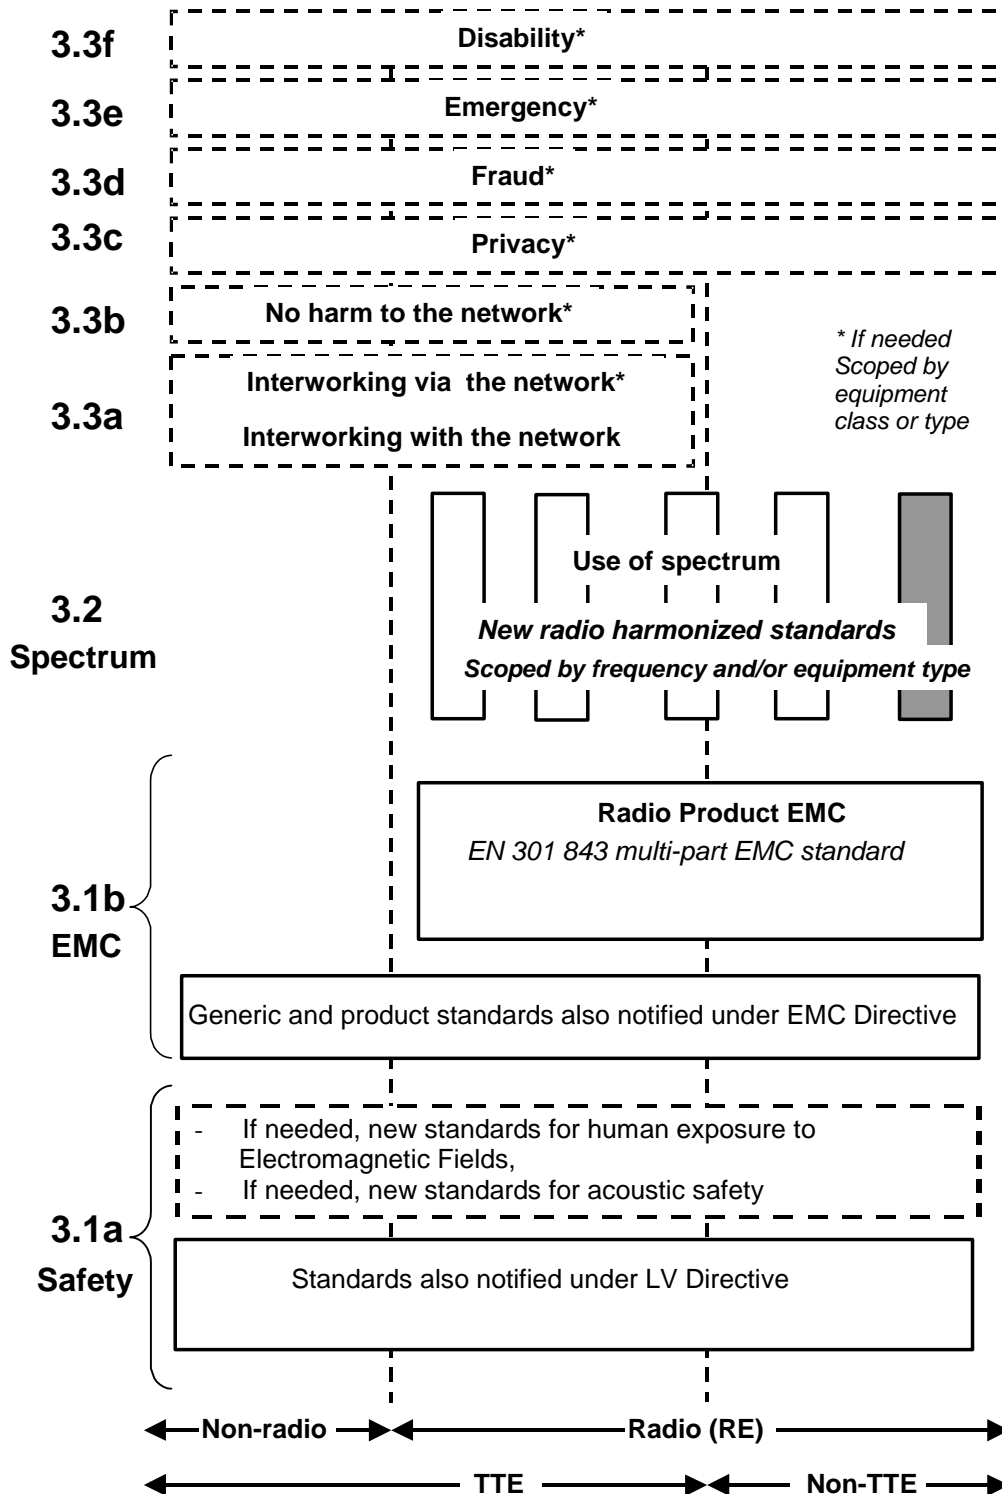 3.3f
Disability*
3.3e
Emergency*
3.3d
Fraud*
3.3c
Privacy*
3.3b
No harm to the network*
* If needed
Scoped by
equipment
class or type
3.3a
Interworking via the network*
Interworking with the network
Use of spectrum
3.2
Spectrum
New radio harmonized standards
Scoped by frequency and/or equipment type
Radio Product EMC
EN 301 843 multi-part EMC standard
3.1b
EMC
Generic and product standards also notified under EMC Directive
- If needed, new standards for human exposure to
Electromagnetic Fields,
- If needed, new standards for acoustic safety
3.1a
Safety
Standards also notified under LV Directive
Non-radio
Radio (RE)
TTE
Non-TTE